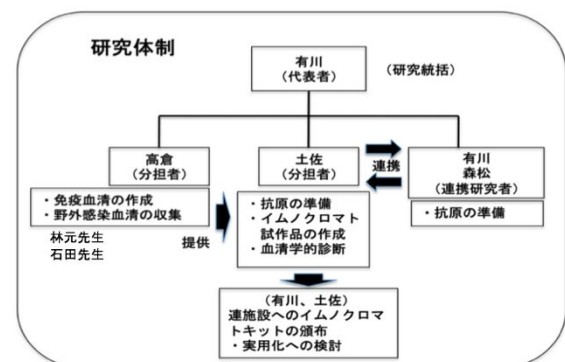 研究体制
有川
(代表者)
(研究統括)
高倉
(分担者)
・免疫血清の作成
・野外感染血清の収集
林元先生
石田先生
提供
土佐
(分担者)
・抗原の準備
・イムノクロマト
試作品の作成
・血清学的診断
連携
有川
森松
(連携研究者)
・抗原の準備
(有川、土佐)
連施設へのイムノクロマ
トキットの頒布
・実用化への検討